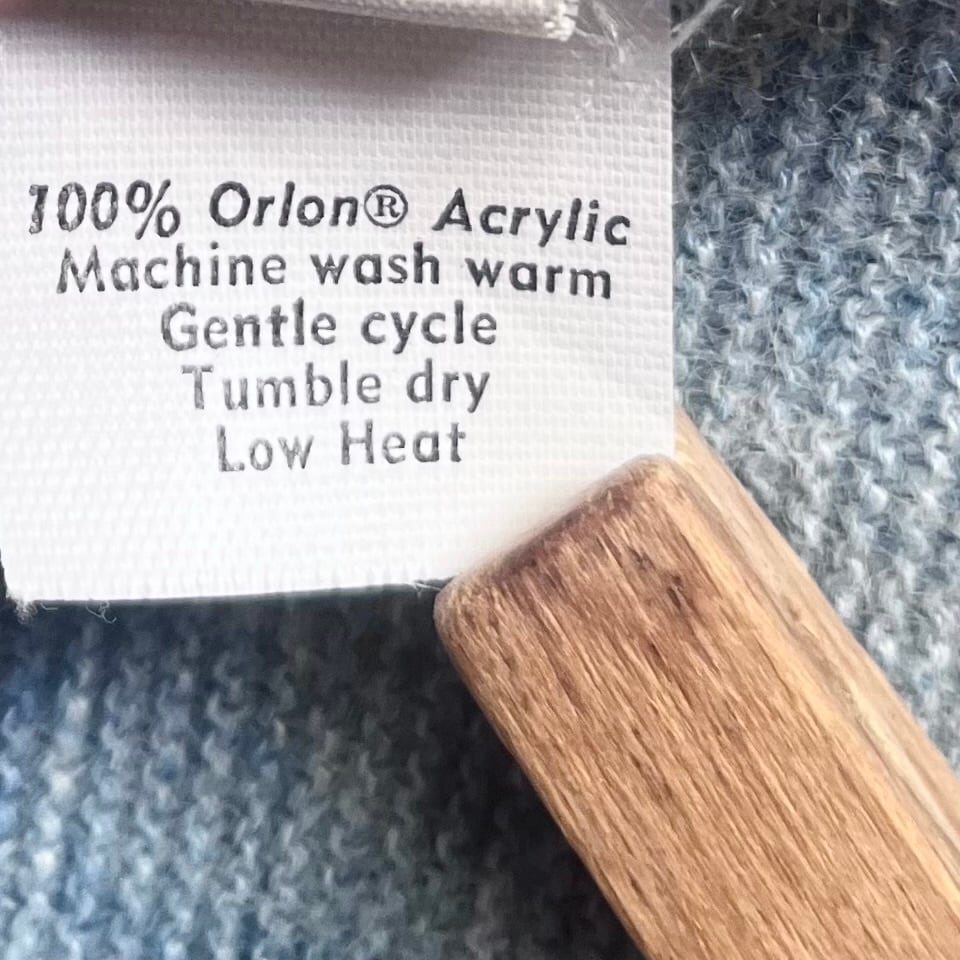 100% Orlon® Acrylic
Machine wash warm
Gentle cycle
Tumble dry
Low Heat